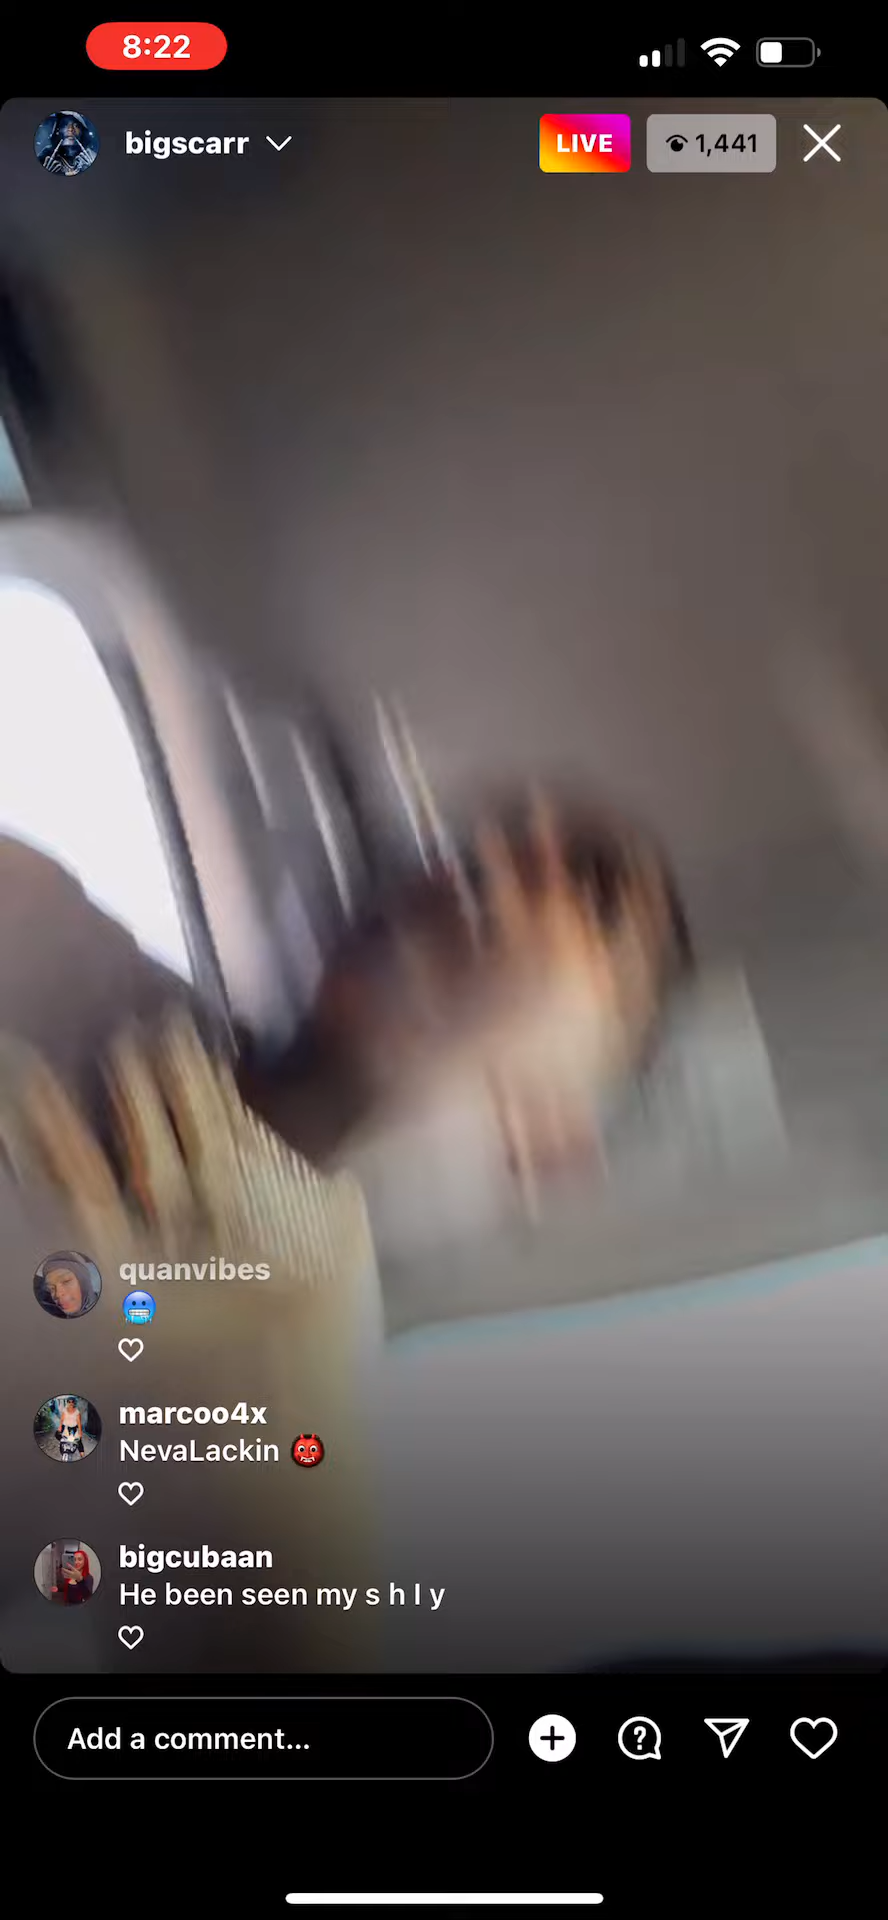 8:22
bigscarr
LIVE
1,441
quanvibes
marcoo4x
NevaLackin 👹
bigcubaan
He been seen my s h l y
Add a comment...